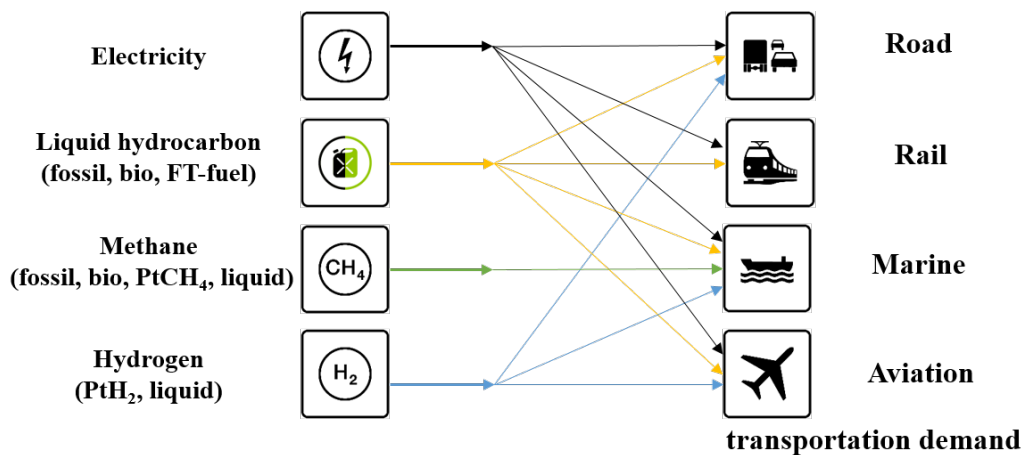 Electricity
Road
Liquid hydrocarbon
(fossil, bio, FT-fuel)
Rail
Methane
(fossil, bio, PtCH₄, liquid)
CH₄
Marine
Hydrogen
(PtH₂, liquid)
H₂
Aviation
transportation demand